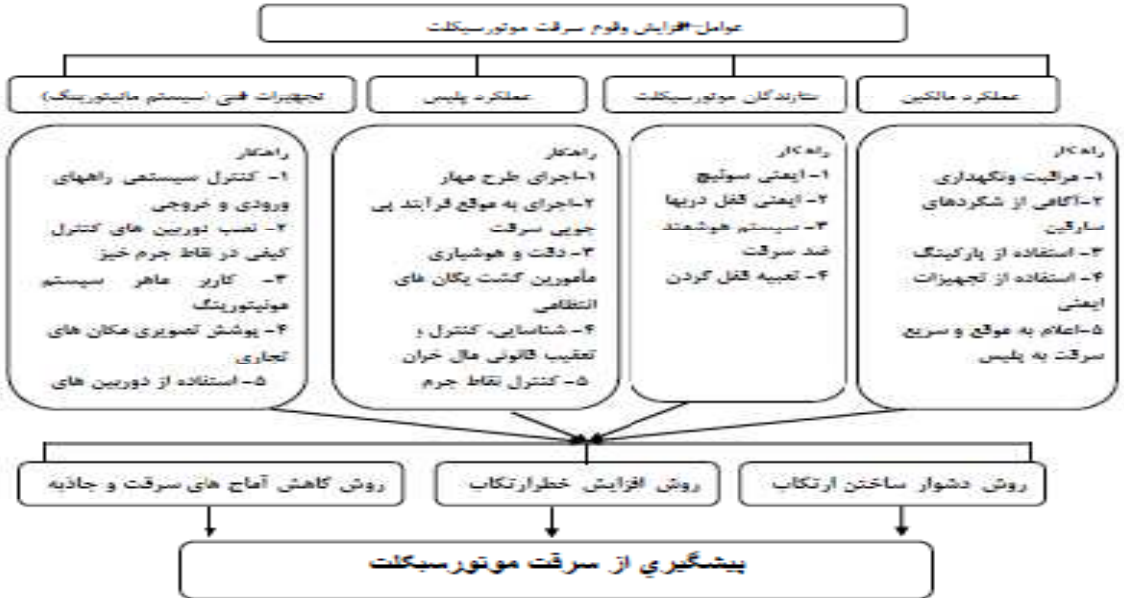 عوامل افزایش وقوع سرقت موتورسیکلت
عملکرد مالکین
سازندگان موتورسیکلت
عملکرد پلیس
تجهیزات فنی (سیستم مانیتورینگ)
راهکار
۱- مراقبت ونگهداری
۲-آگاهی از شگردهای
سارقین
۳- استفاده از پارکینگ
۴- استفاده از تجهیزات
ایمنی
۵-اعلام به موقع و سریع
سرقت به پلیس
راهکار
۱- ایمنی سوئیچ
۲- ایمنی قفل دربها
۳- سیستم هوشمند
ضد سرقت
۴- تعبیه قفل کردن
راهکار
۱-اجرای طرح مهار
۲-اجرای به موقع فرآیند پی
جویی سرقت
۳- دقت و هوشیاری
مأمورین گشت یگان های
انتظامی
۴- شناسایی، کنترل و
تعقیب قانونی مال خران
۵- کنترل نقاط جرم
راهکار
۱- کنترل سیستمی راههای
ورودی و خروجی
۲- نصب دوربین های کنترل
کیفی در نقاط جرم خیز
۳- کاربر ماهر سیستم
مونیتورینگ
۴- پوشش تصویری مکان های
تجاری
۵- استفاده از دوربین های
روش دشوار ساختن ارتکاب
روش افزایش خطرارتکاب
روش کاهش آماج های سرقت و جاذبه
پیشگیري از سرقت موتورسیکلت